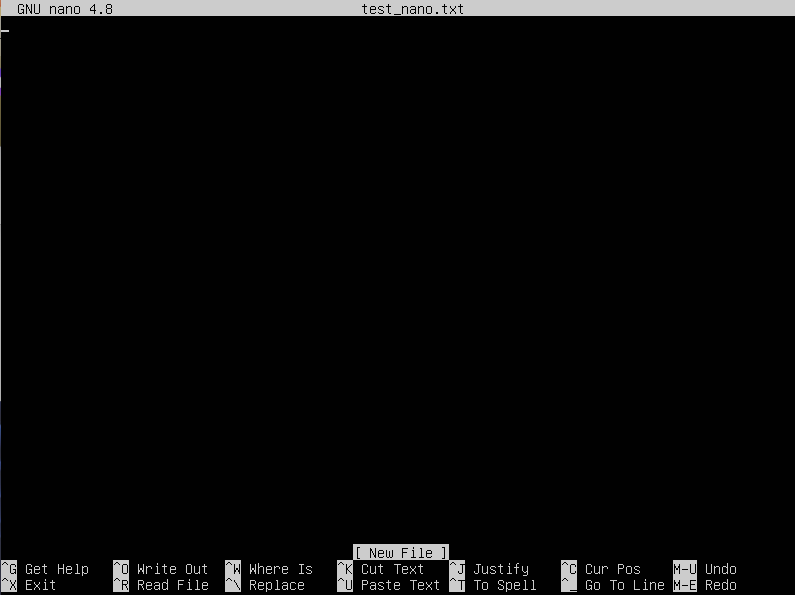 GNU nano 4.8 test_nano.txt
[ New File ]
^G Get Help ^O Write Out ^W Where Is ^K Cut Text ^J Justify ^C Cur Pos M-U Undo
^X Exit ^R Read File ^\ Replace ^U Paste Text ^T To Spell ^_ Go To Line M-E Redo